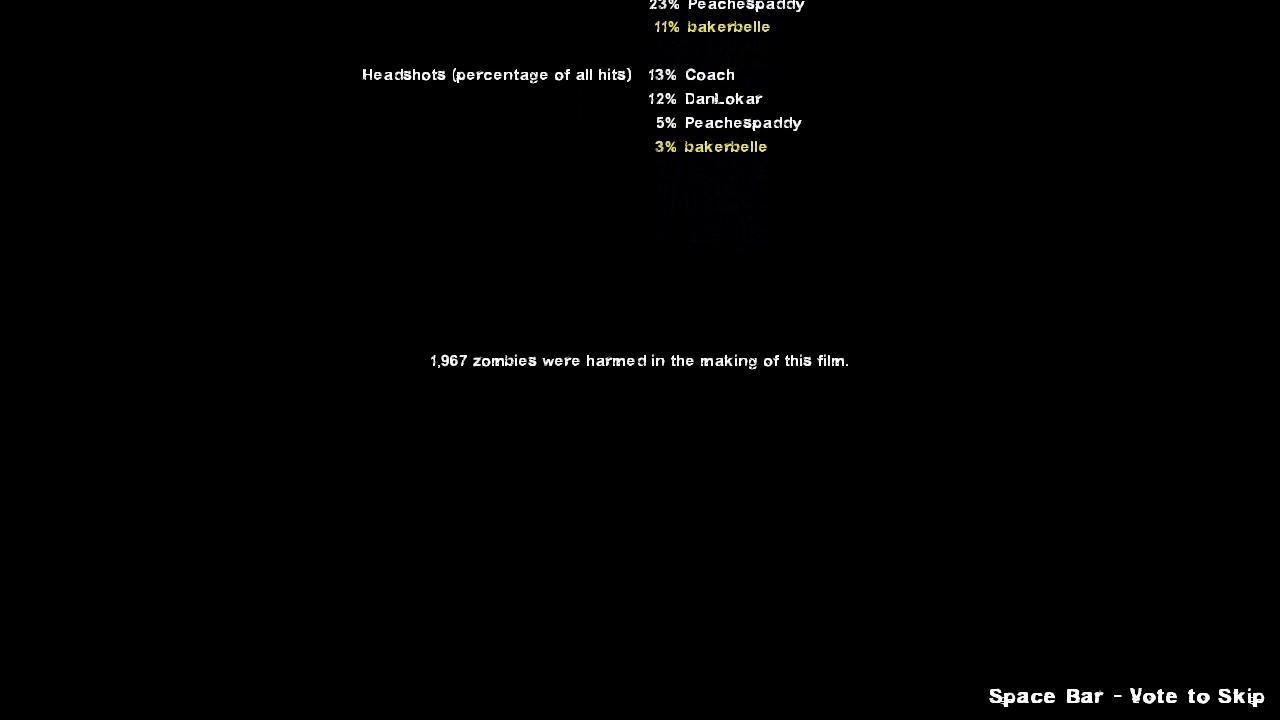 23% Peachespaddy
11% bakerbelle
Headshots (percentage of all hits) 13% Coach
12% DanLokar
5% Peachespaddy
3% bakerbelle
1,967 zombies were harmed in the making of this film.
Space Bar - Vote to Skip